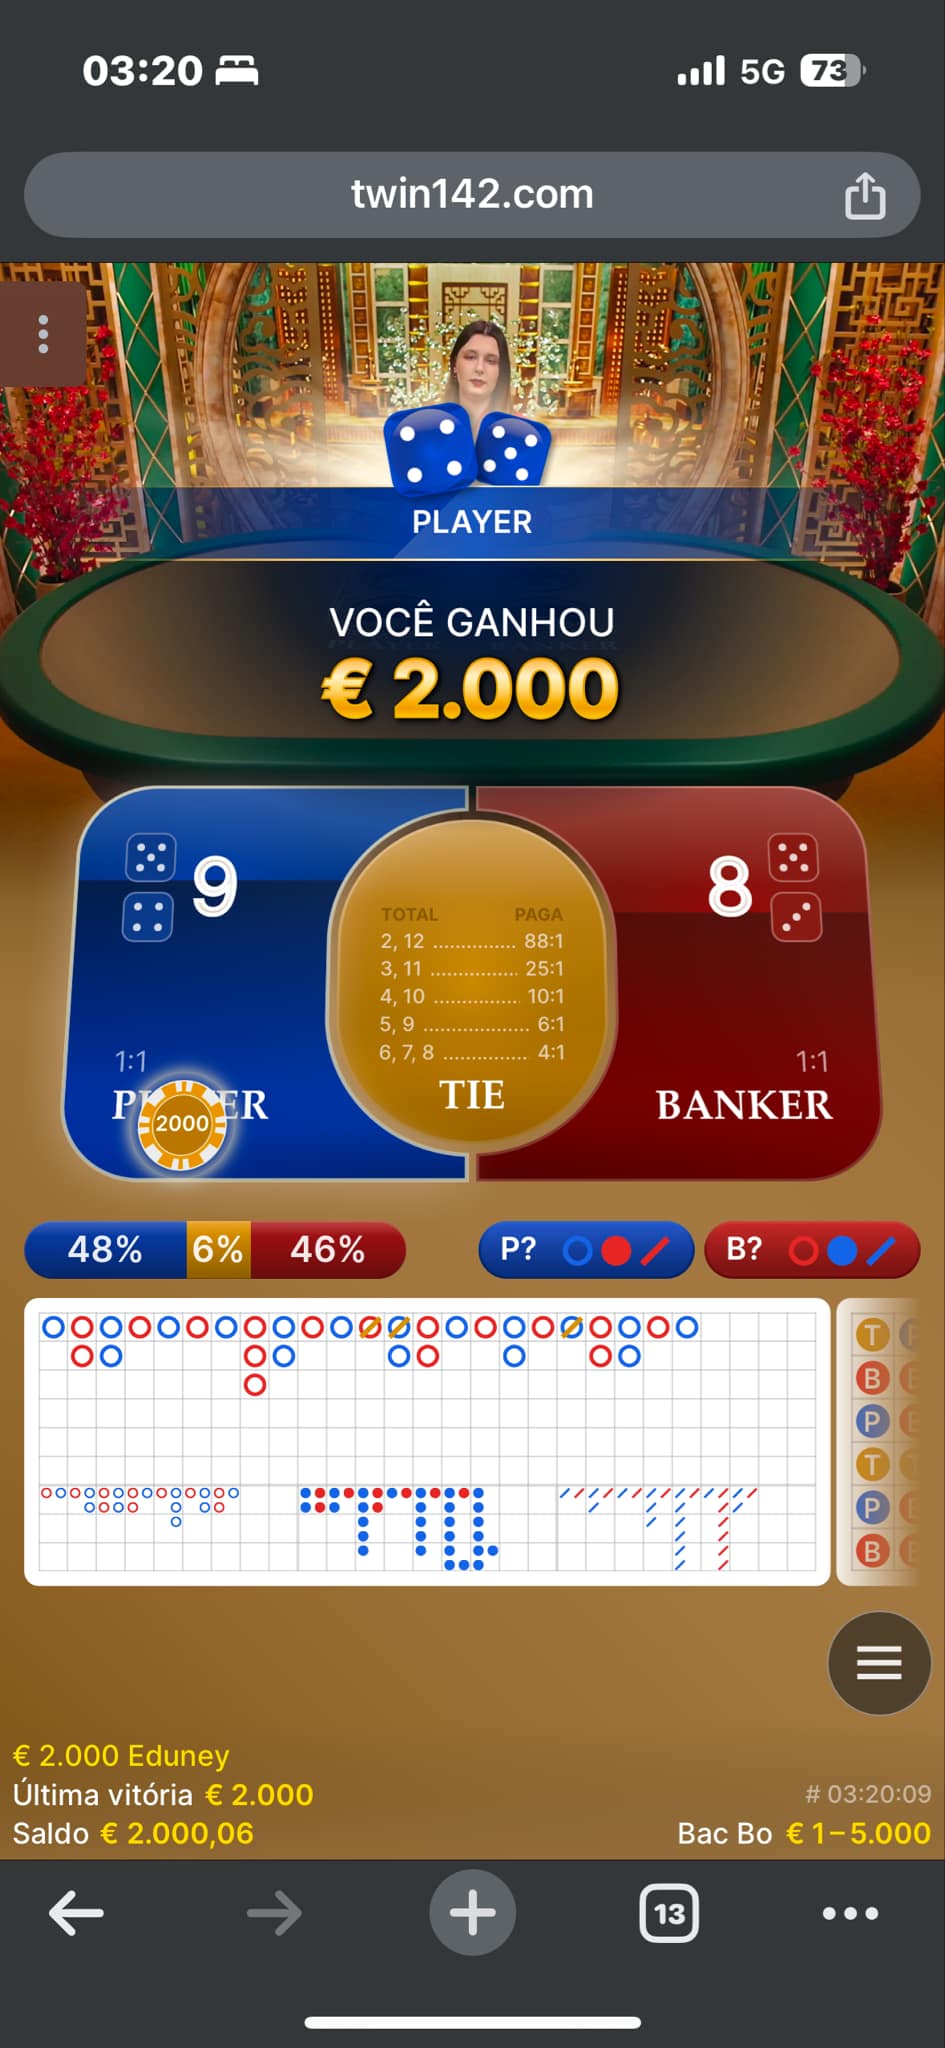 03:20 5G 73
twin142.com
PLAYER
VOCÊ GANHOU
€ 2.000
9
8
TOTAL PAGA
2, 12 ............... 88:1
3, 11 ................ 25:1
4, 10 ................ 10:1
5, 9 ................... 6:1
6, 7, 8 ............... 4:1
1:1
1:1
2000
TIE
BANKER
48% 6% 46%
P?
B?
T
B
P
T
P
B
€ 2.000 Eduney
Última vitória € 2.000
# 03:20:09
Saldo € 2.000,06
Bac Bo € 1–5.000
13